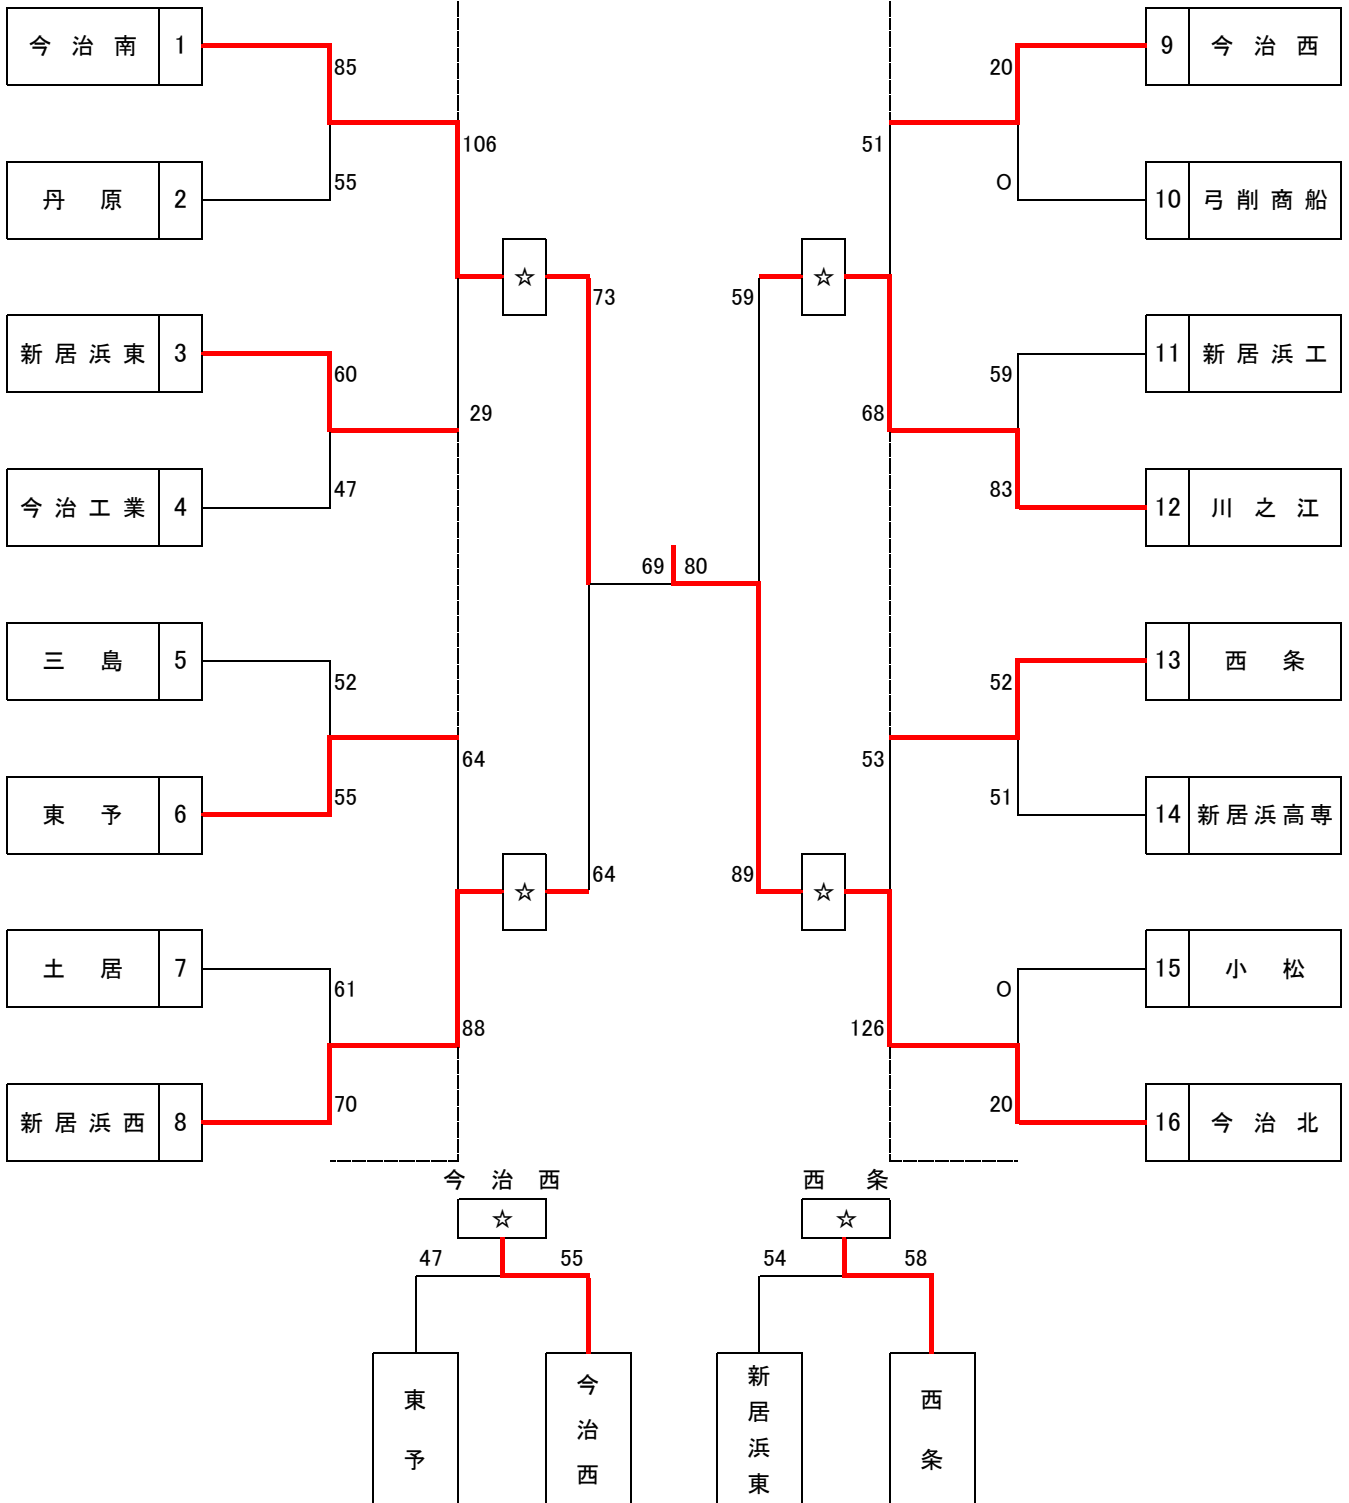 今治南 1
85
106
55
丹原 2
☆
73
新居浜東 3
60
29
47
今治工業 4
三島 5
52
64
55
東予 6
☆
64
土居 7
61
88
70
新居浜西 8
69 80
9 今治西
20
51
0
10 弓削商船
59
☆
11 新居浜工
59
68
83
12 川之江
13 西条
52
53
51
14 新居浜高専
89
☆
15 小松
0
126
20
16 今治北
今治西
☆
47 55
東予
今治西
西条
☆
54 58
新居浜東
西条